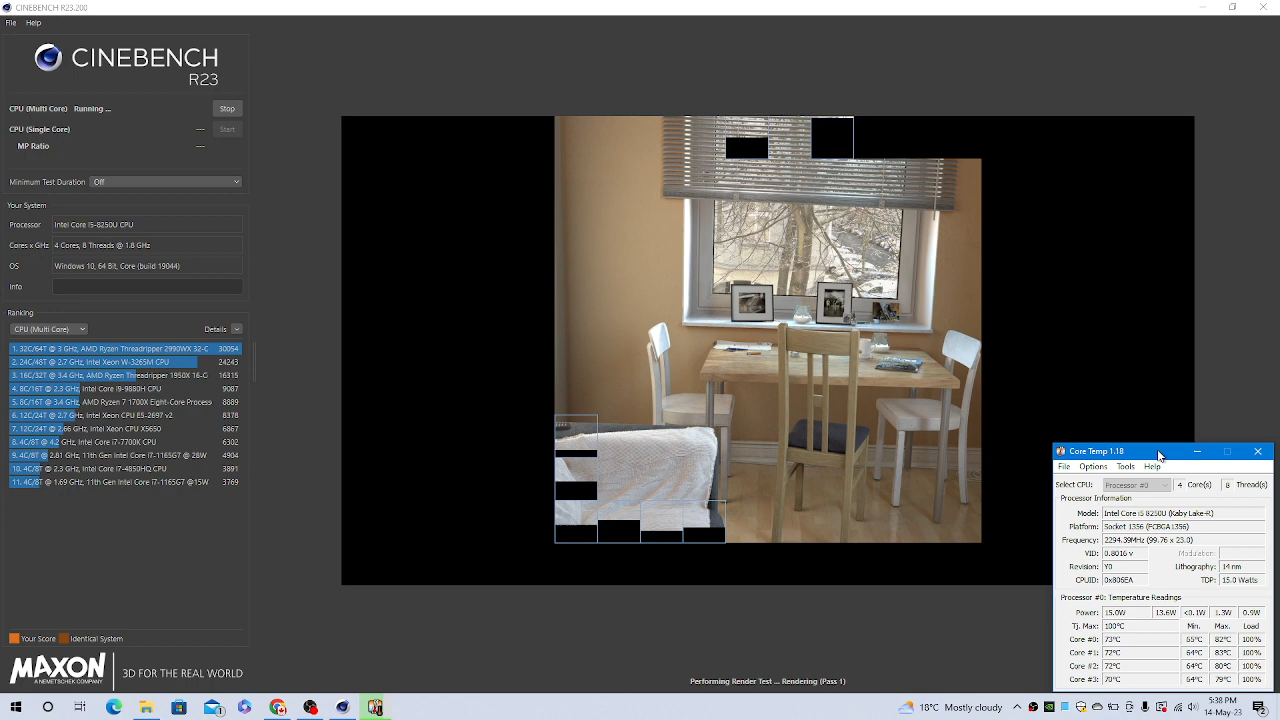 CINEBENCH R23.200
File Help
CINEBENCH
R23
CPU (Multi Core) Running ... Stop
CPU (Single Core) --- Start
---
Minimum Test Duration Off
Your System
Processor Intel Core i5-8250U CPU
Cores x GHz 4 Cores, 8 Threads @ 1.8 GHz
OS Windows 10, 64 Bit, Core (build 19044)
Info
Ranking
CPU (Multi Core) Details
1. 32C/64T @ 3 GHz, AMD Ryzen Threadripper 2990WX 32-C 30054
2. 24C/48T @ 2.7 GHz, Intel Xeon W-3265M CPU 24243
3. 16C/32T @ 3.4 GHz, AMD Ryzen Threadripper 1950X 16-C 16315
4. 8C/16T @ 2.3 GHz, Intel Core i9-9880H CPU 9087
5. 8C/16T @ 3.4 GHz, AMD Ryzen 7 1700X Eight-Core Process 8889
6. 12C/24T @ 2.7 GHz, Intel Xeon CPU E5-2697 v2 8378
7. 12C/24T @ 2.66 GHz, Intel Xeon CPU X5650 6867
8. 4C/8T @ 4.2 GHz, Intel Core i7-7700K CPU 6302
9. 4C/8T @ 2.81 GHz, 11th Gen Intel Core i7-1165G7 @ 28W 4904
10. 4C/8T @ 2.3 GHz, Intel Core i7-4850HQ CPU 3891
11. 4C/8T @ 1.69 GHz, 11th Gen Intel Core i7-1165G7 @15W 3769
Your Score Identical System
MAXON
A NEMETSCHEK COMPANY
3D FOR THE REAL WORLD
Performing Render Test ... Rendering (Pass 1)
Core Temp 1.18
File Options Tools Help
Select CPU: Processor #0 4 Core(s) 8 Thread(s)
Processor Information
Model: Intel Core i5 8250U (Kaby Lake-R)
Platform: Socket 1356 (FCBGA1356)
Frequency: 2294.39MHz (99.76 x 23.0)
VID: 0.8016 v Modulation:
Revision: Y0 Lithography: 14 nm
CPUID: 0x806EA TDP: 15.0 Watts
Processor #0: Temperature Readings
Power: 15.0W 13.6W <0.1W 1.3W 0.9W
Tj. Max: 100°C Min. Max. Load
Core #0: 73°C 65°C 82°C 100%
Core #1: 72°C 64°C 83°C 100%
Core #2: 72°C 64°C 80°C 100%
Core #3: 70°C 64°C 79°C 100%
18°C Mostly cloudy
5:38 PM
14-May-23